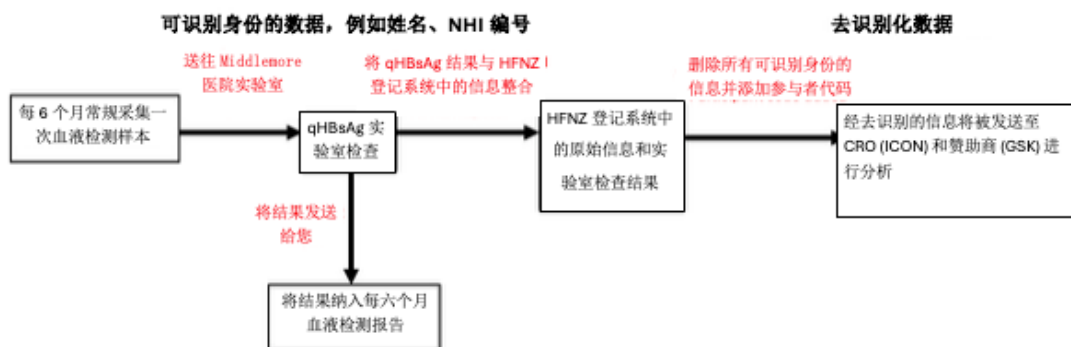 可识别身份的数据，例如姓名、NHI 编号
去识别化数据
送往 Middlemore
医院实验室
将 qHBsAg 结果与 HFNZ
登记系统中的信息整合
删除所有可识别身份的
信息并添加参与者代码
每 6 个月常规采集一
次血液检测样本
qHBsAg 实
验室检查
HFNZ 登记系统中
的原始信息和实
验室检查结果
经去识别的信息将被发送至
CRO (ICON) 和赞助商 (GSK) 进
行分析
将结果发送
给您
将结果纳入每六个月
血液检测报告